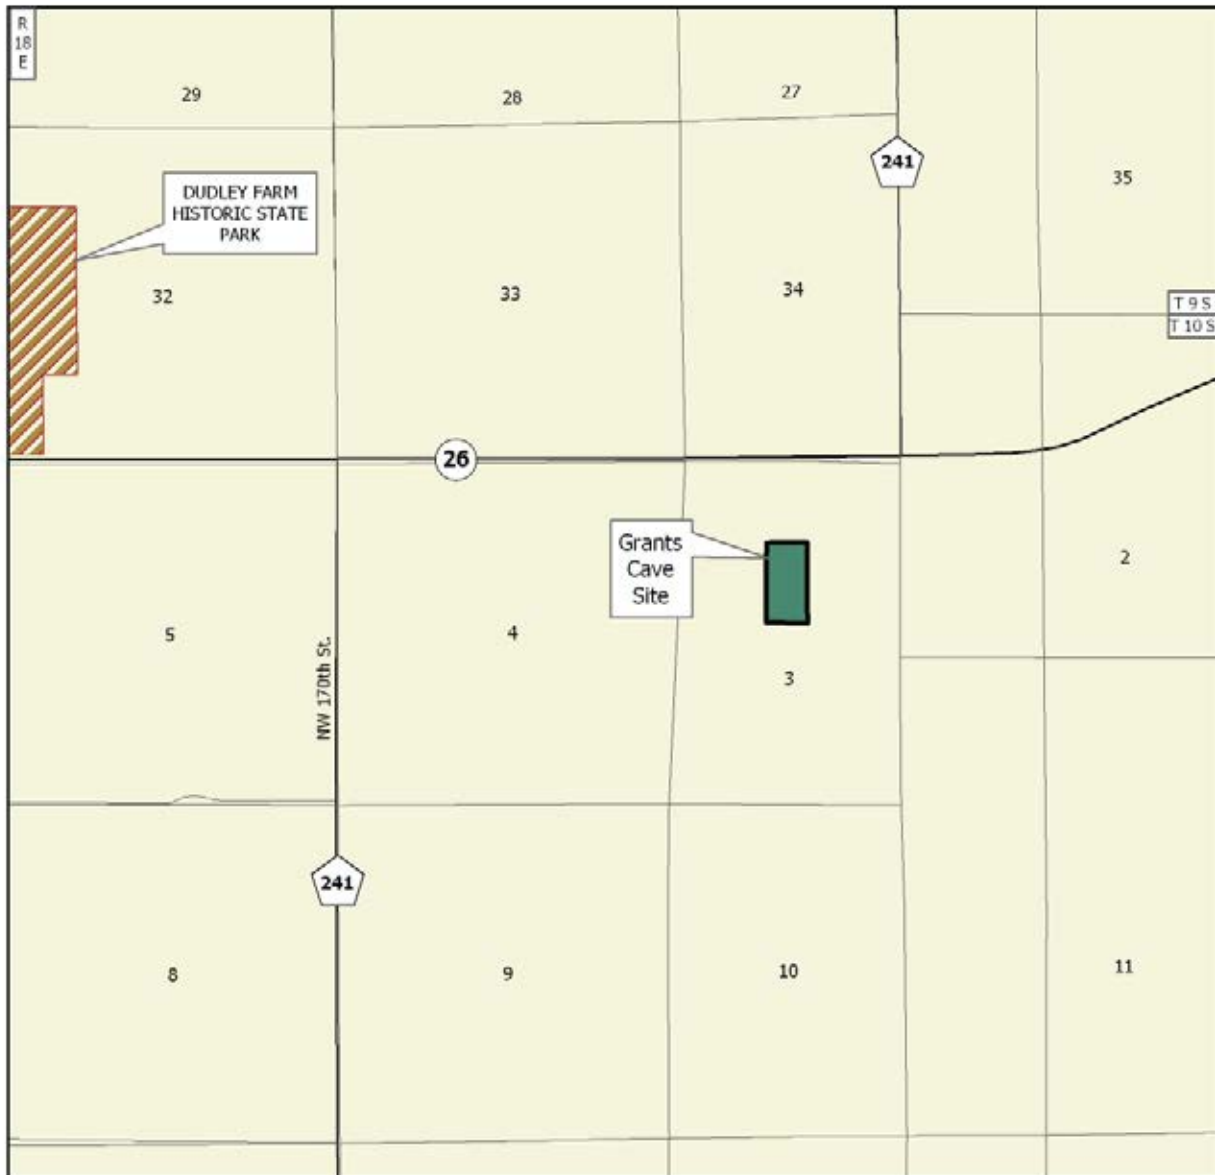 R
18
E
29
28
27
241
35
DUDLEY FARM
HISTORIC STATE
PARK
32
33
34
T 9 S
T 10 S
26
Grants
Cave
Site
2
5
4
NW 170th St.
3
241
8
9
10
11